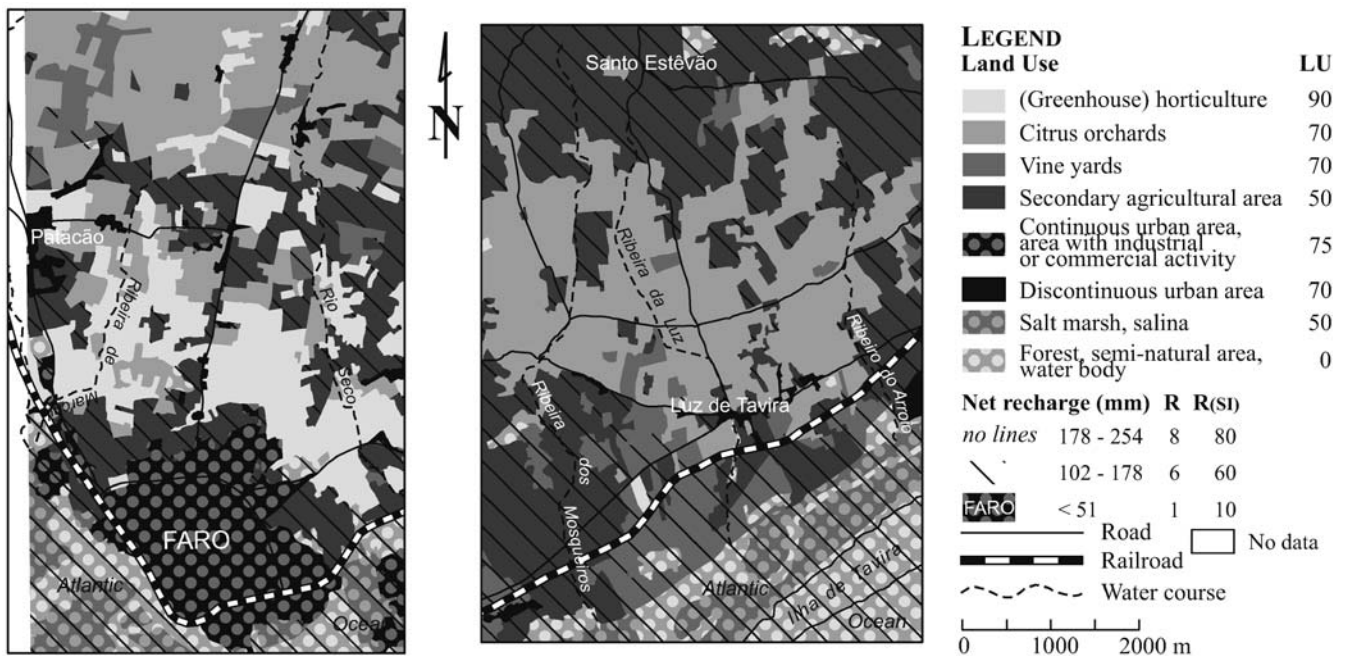 Patacão
Ribeira de
Rio
Seco
FARO
Atlantic
Ocean
N
Santo Estêvão
Ribeira da Luz
Luz de Tavira
Ribeiro do Arroio
Ribeira dos Mosqueiros
Atlantic
Ilha de Tavira
Ocean
LEGEND
Land Use LU
(Greenhouse) horticulture 90
Citrus orchards 70
Vine yards 70
Secondary agricultural area 50
Continuous urban area,
area with industrial 75
or commercial activity
Discontinuous urban area 70
Salt marsh, salina 50
Forest, semi-natural area, 0
water body
Net recharge (mm) R R(SI)
no lines 178 - 254 8 80
102 - 178 6 60
FARO < 51 1 10
Road
No data
Railroad
Water course
0 1000 2000 m